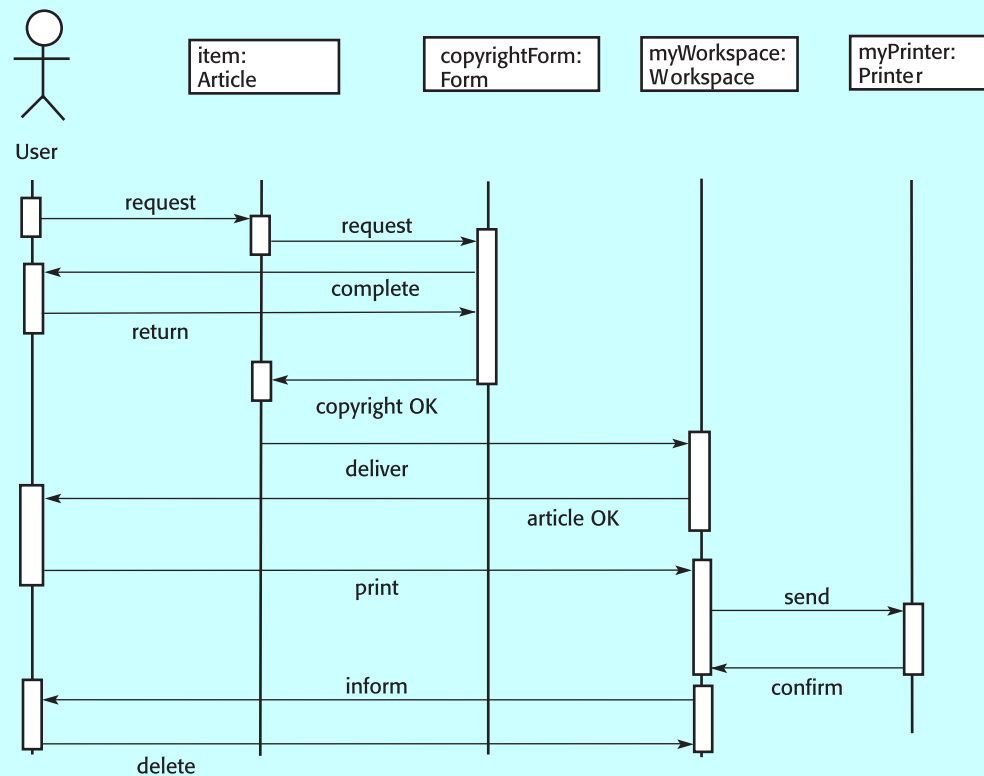 item:
Article
copyrightForm:
Form
myWorkspace:
Workspace
myPrinter:
Printer
User
request
request
complete
return
copyright OK
deliver
article OK
print
send
confirm
inform
delete